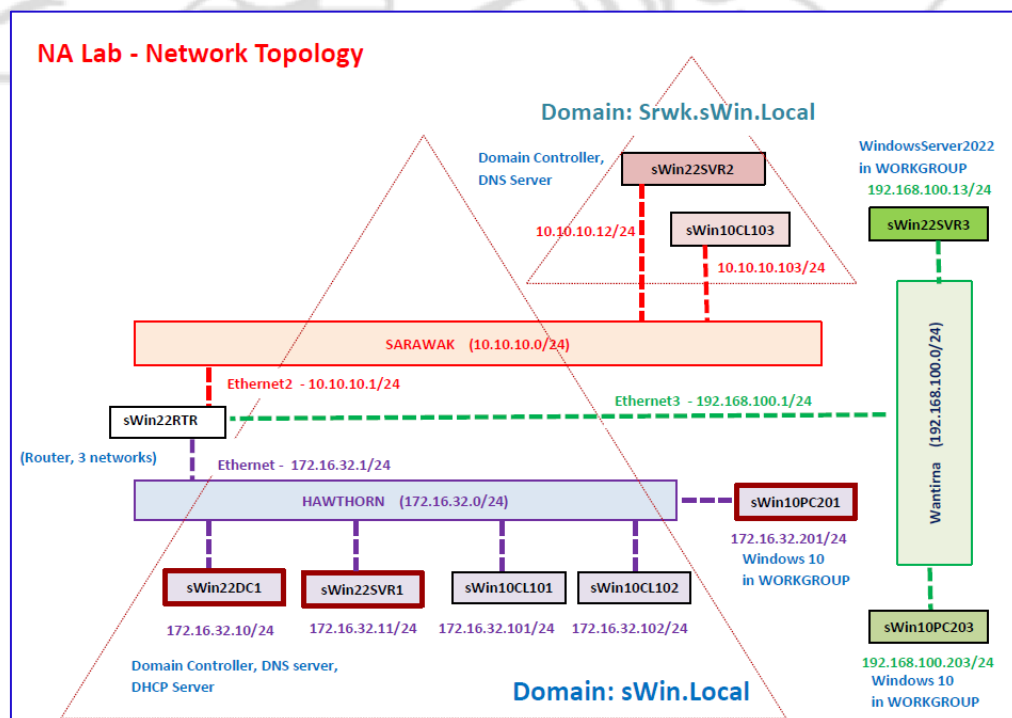 NA Lab - Network Topology
Domain: Srwk.sWin.Local
Domain Controller,
DNS Server
sWin22SVR2
WindowsServer2022
in WORKGROUP
192.168.100.13/24
sWin22SVR3
10.10.10.12/24
sWin10CL103
10.10.10.103/24
SARAWAK (10.10.10.0/24)
Ethernet2 - 10.10.10.1/24
Ethernet3 - 192.168.100.1/24
sWin22RTR
(Router, 3 networks)
Ethernet - 172.16.32.1/24
Wantirna (192.168.100.0/24)
HAWTHORN (172.16.32.0/24)
sWin10PC201
172.16.32.201/24
Windows 10
in WORKGROUP
sWin22DC1
sWin22SVR1
sWin10CL101
sWin10CL102
172.16.32.10/24
172.16.32.11/24
172.16.32.101/24
172.16.32.102/24
sWin10PC203
192.168.100.203/24
Windows 10
in WORKGROUP
Domain Controller, DNS server,
DHCP Server
Domain: sWin.Local